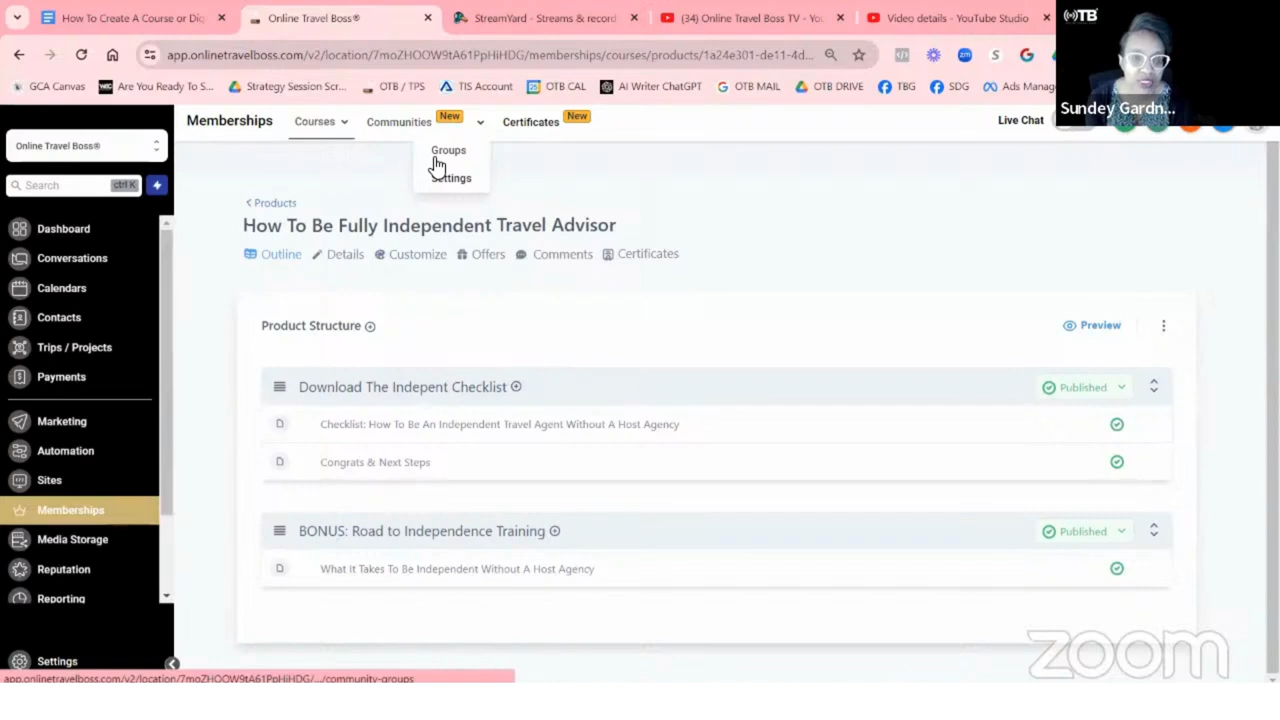 How To Create A Course or Dig
Online Travel Boss®
StreamYard - Streams & record
(34) Online Travel Boss TV - You
Video details - YouTube Studio
app.onlinetravelboss.com/v2/location/7moZHOOW9tA61PpHiHDG/memberships/courses/products/1a24e301-de11-4d...
GCA Canvas
Are You Ready To S...
Strategy Session Scr...
OTB / TPS
TIS Account
OTB CAL
AI Writer ChatGPT
OTB MAIL
OTB DRIVE
TBG
SDG
Ads Manag
OTB
Sundey Gardn...
Memberships
Courses
Communities
New
Certificates
New
Live Chat
Groups
Settings
Online Travel Boss®
Search
ctrl K
Dashboard
Conversations
Calendars
Contacts
Trips / Projects
Payments
Marketing
Automation
Sites
Memberships
Media Storage
Reputation
Reporting
Settings
Products
How To Be Fully Independent Travel Advisor
Outline
Details
Customize
Offers
Comments
Certificates
Product Structure
Preview
Download The Indepent Checklist
Published
D
Checklist: How To Be An Independent Travel Agent Without A Host Agency
D
Congrats & Next Steps
BONUS: Road to Independence Training
Published
D
What It Takes To Be Independent Without A Host Agency
zoom
app.onlinetravelboss.com/v2/location/7moZHOOW9tA61PpHiHDG/.../community-groups